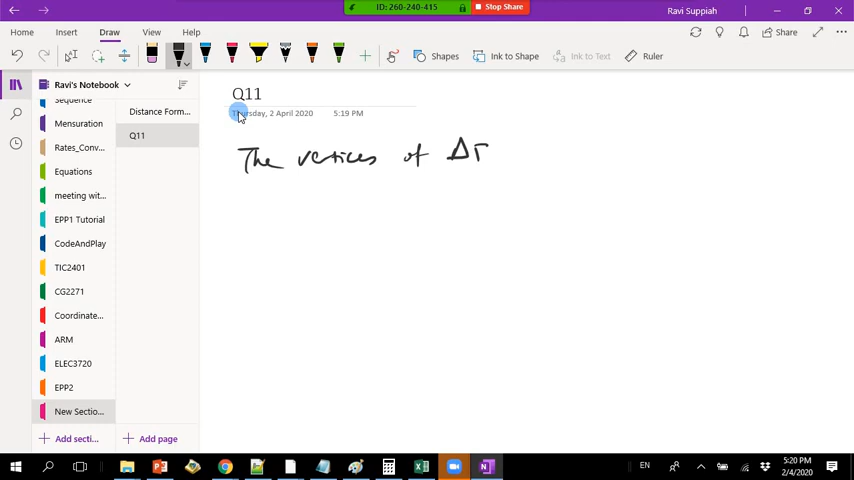 Ravi Suppiah
ID: 260-240-415
Stop Share
Home
Insert
Draw
View
Help
Share
Shapes
Ink to Shape
Ink to Text
Ruler
Ravi's Notebook
Sequence
Mensuration
Rates_Conv...
Equations
meeting wit...
EPP1 Tutorial
CodeAndPlay
TIC2401
CG2271
Coordinate...
ARM
ELEC3720
EPP2
New Sectio...
Add secti...
Distance Form...
Q11
Add page
Q11
Thursday, 2 April 2020
5:19 PM
The vertices of Δ
EN
5:20 PM
2/4/2020